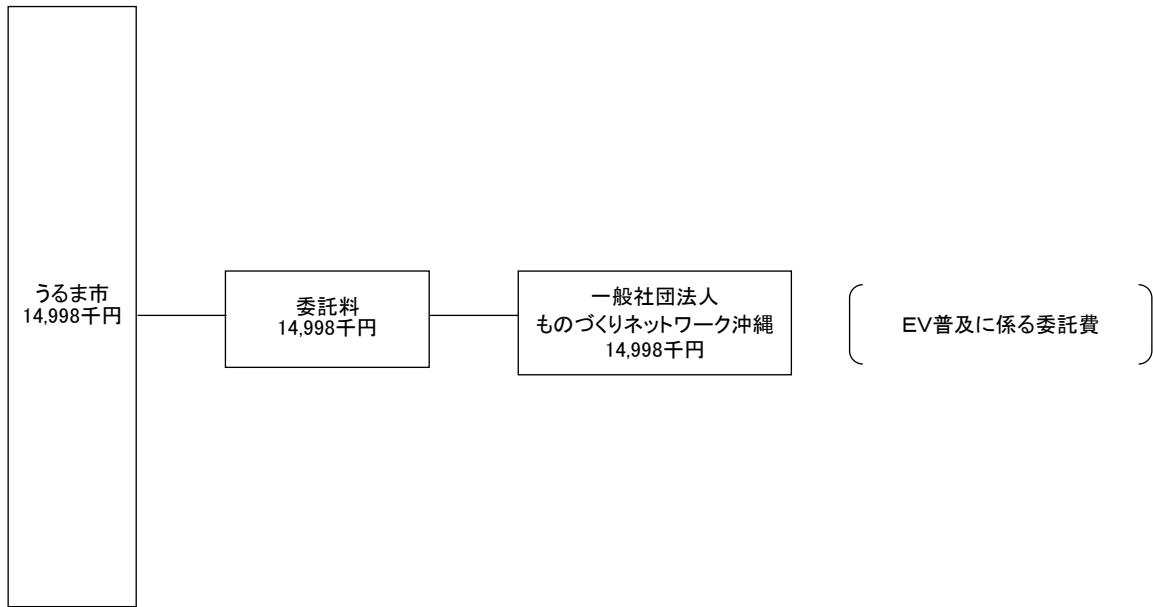 うるま市
14,998千円
委託料
14,998千円
一般社団法人
ものづくりネットワーク沖縄
14,998千円
EV普及に係る委託費